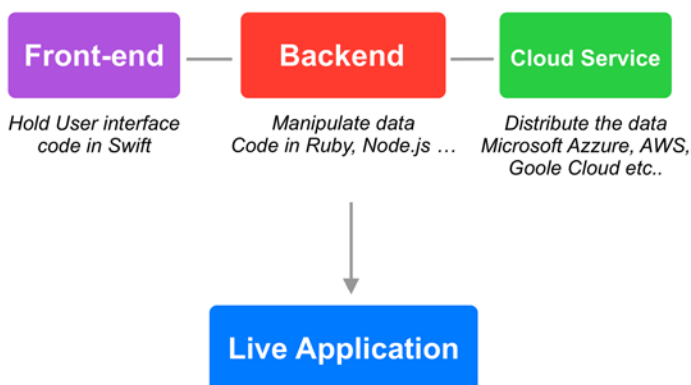 Front-end
Backend
Cloud Service
Hold User interface
code in Swift
Manipulate data
Code in Ruby, Node.js ...
Distribute the data
Microsoft Azzure, AWS,
Goole Cloud etc..
Live Application